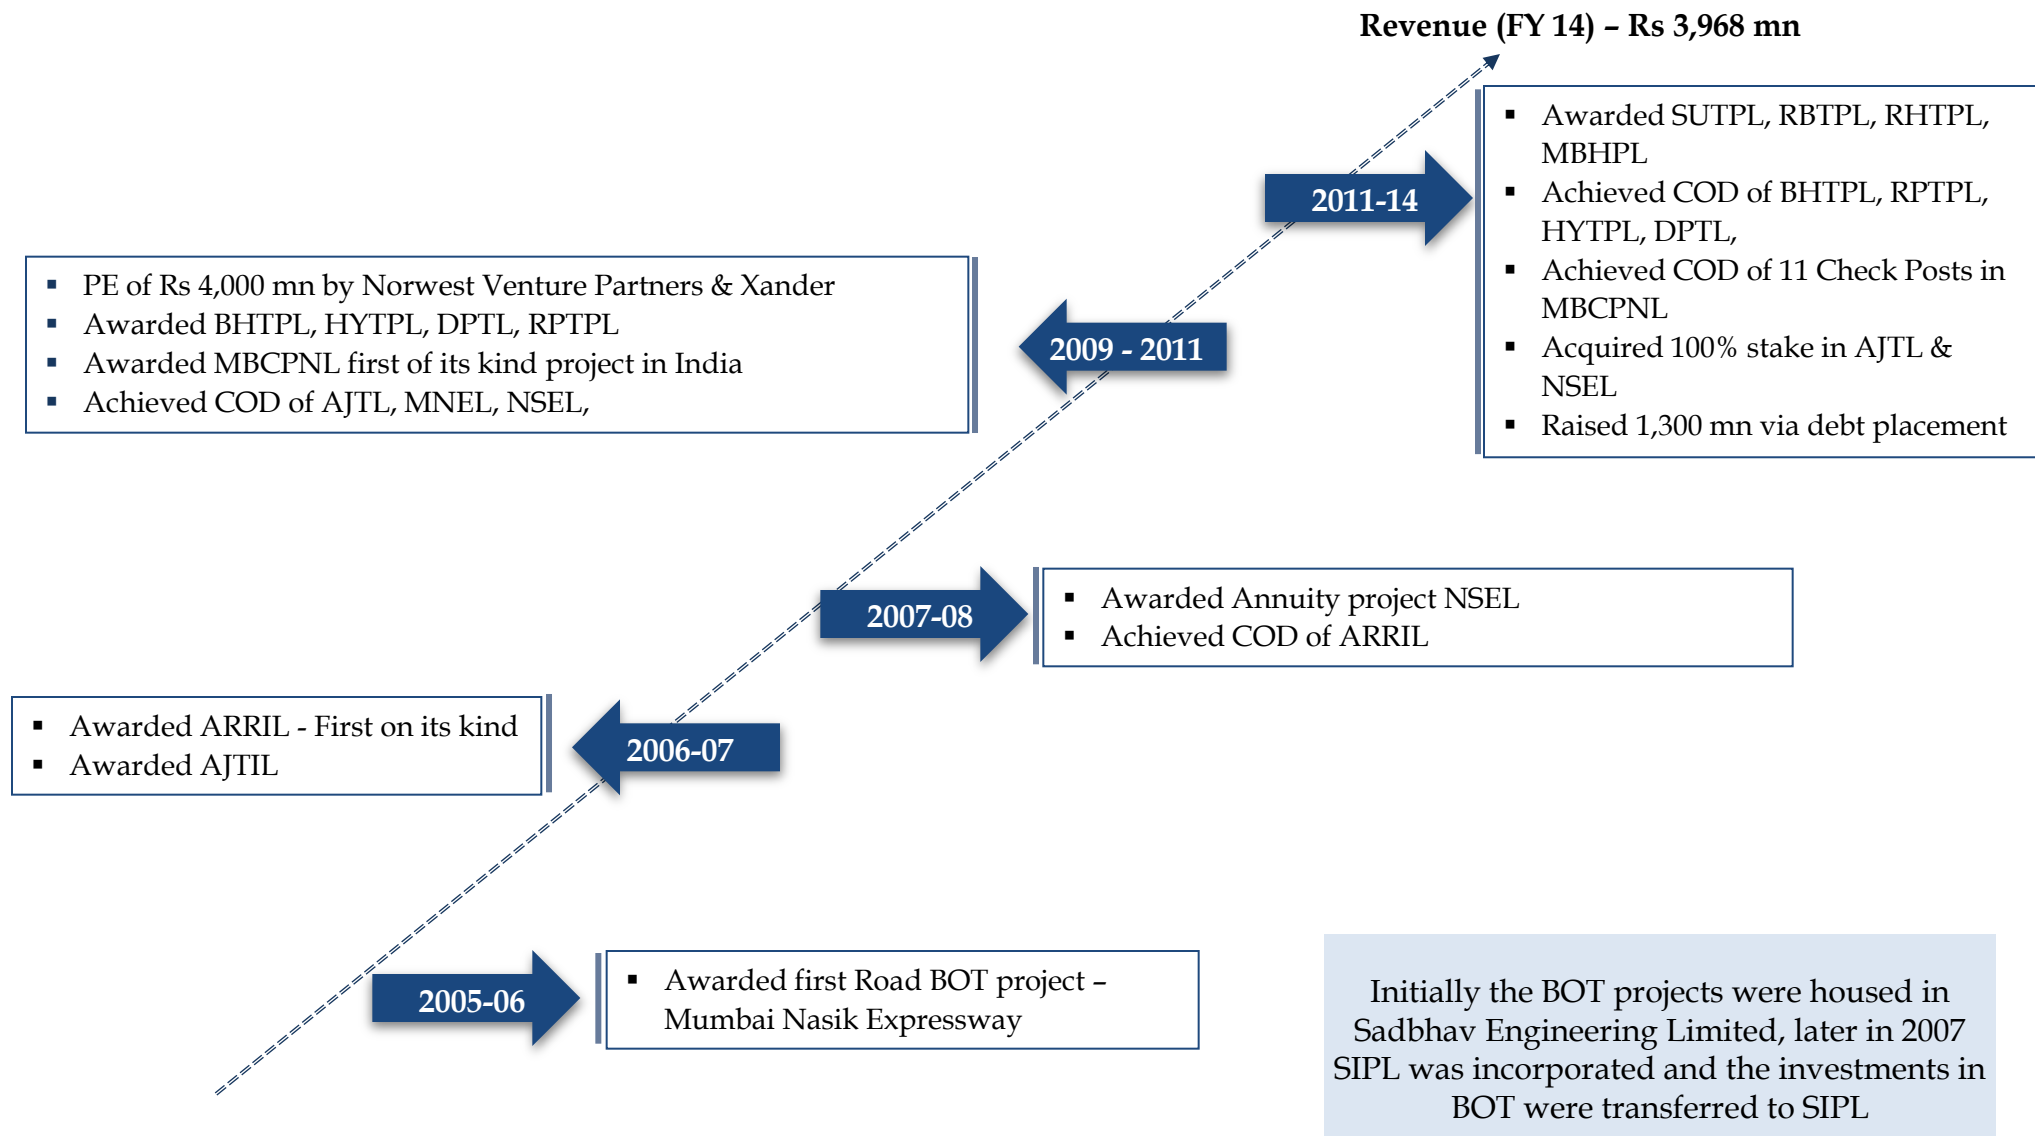 Revenue (FY 14) – Rs 3,968 mn
2011-14
▪ Awarded SUTPL, RBTPL, RHTPL,
MBHPL
▪ Achieved COD of BHTPL, RPTPL,
HYTPL, DPTL,
▪ Achieved COD of 11 Check Posts in
MBCPNL
▪ Acquired 100% stake in AJTL &
NSEL
▪ Raised 1,300 mn via debt placement
▪ PE of Rs 4,000 mn by Norwest Venture Partners & Xander
▪ Awarded BHTPL, HYTPL, DPTL, RPTPL
▪ Awarded MBCPNL first of its kind project in India
▪ Achieved COD of AJTL, MNEL, NSEL,
2009 - 2011
2007-08
▪ Awarded Annuity project NSEL
▪ Achieved COD of ARRIL
▪ Awarded ARRIL - First on its kind
▪ Awarded AJTIL
2006-07
2005-06
▪ Awarded first Road BOT project –
Mumbai Nasik Expressway
Initially the BOT projects were housed in
Sadbhav Engineering Limited, later in 2007
SIPL was incorporated and the investments in
BOT were transferred to SIPL